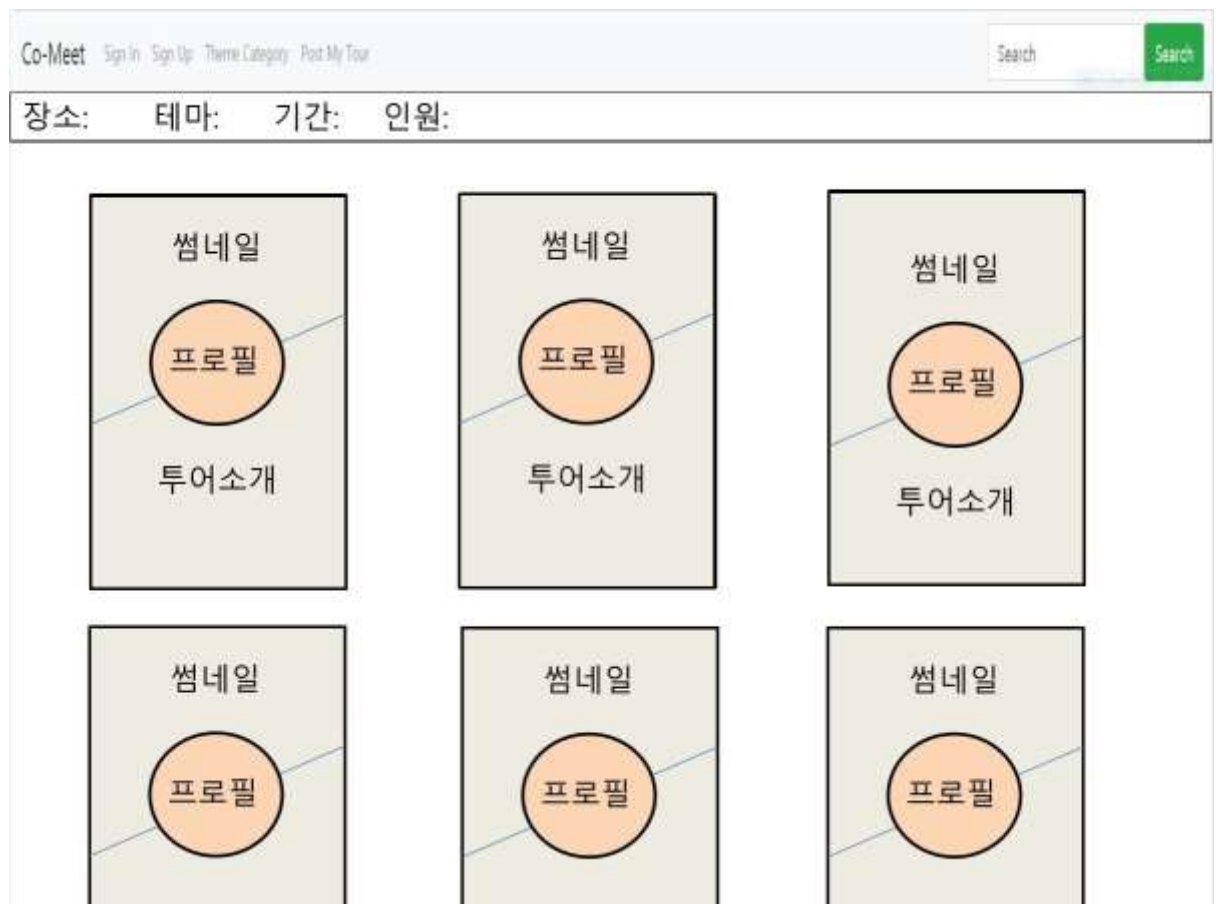 Co-Meet Sign In Sign Up Theme Category Post My Tour Search Search
장소: 테마: 기간: 인원:
썸네일 썸네일 썸네일
프로필 프로필 프로필
투어소개 투어소개 투어소개
썸네일 썸네일 썸네일
프로필 프로필 프로필